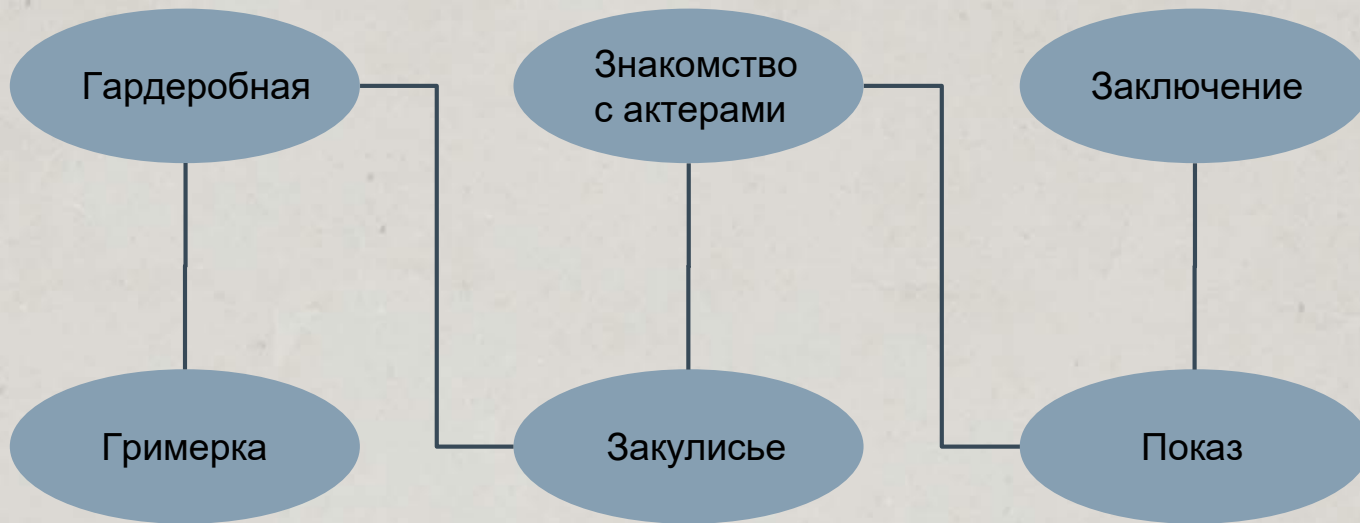 Гардеробная
Знакомство
с актерами
Заключение
Гримерка
Закулисье
Показ